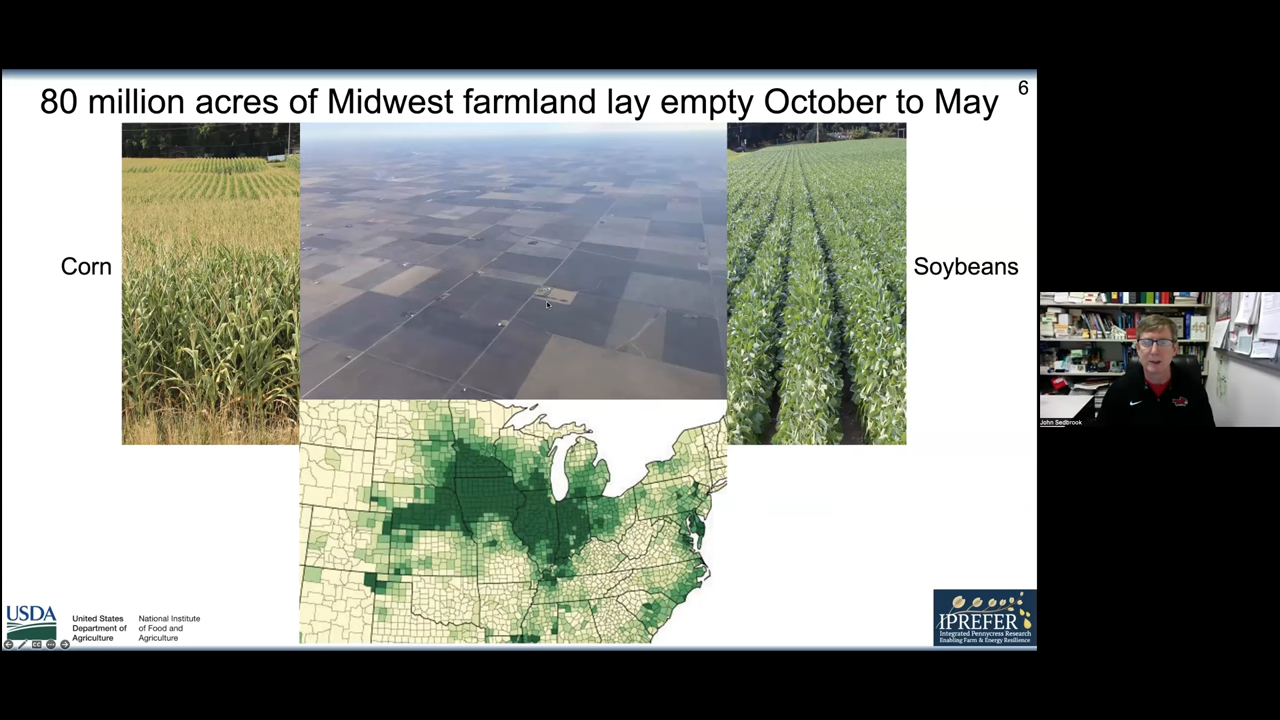 80 million acres of Midwest farmland lay empty October to May
6
Corn
Soybeans
USDA
United States
Department of
Agriculture
National Institute
of Food and
Agriculture
IPREFER
Integrated Pennycress Research
Enabling Farm & Energy Resilience
John Sedbrook